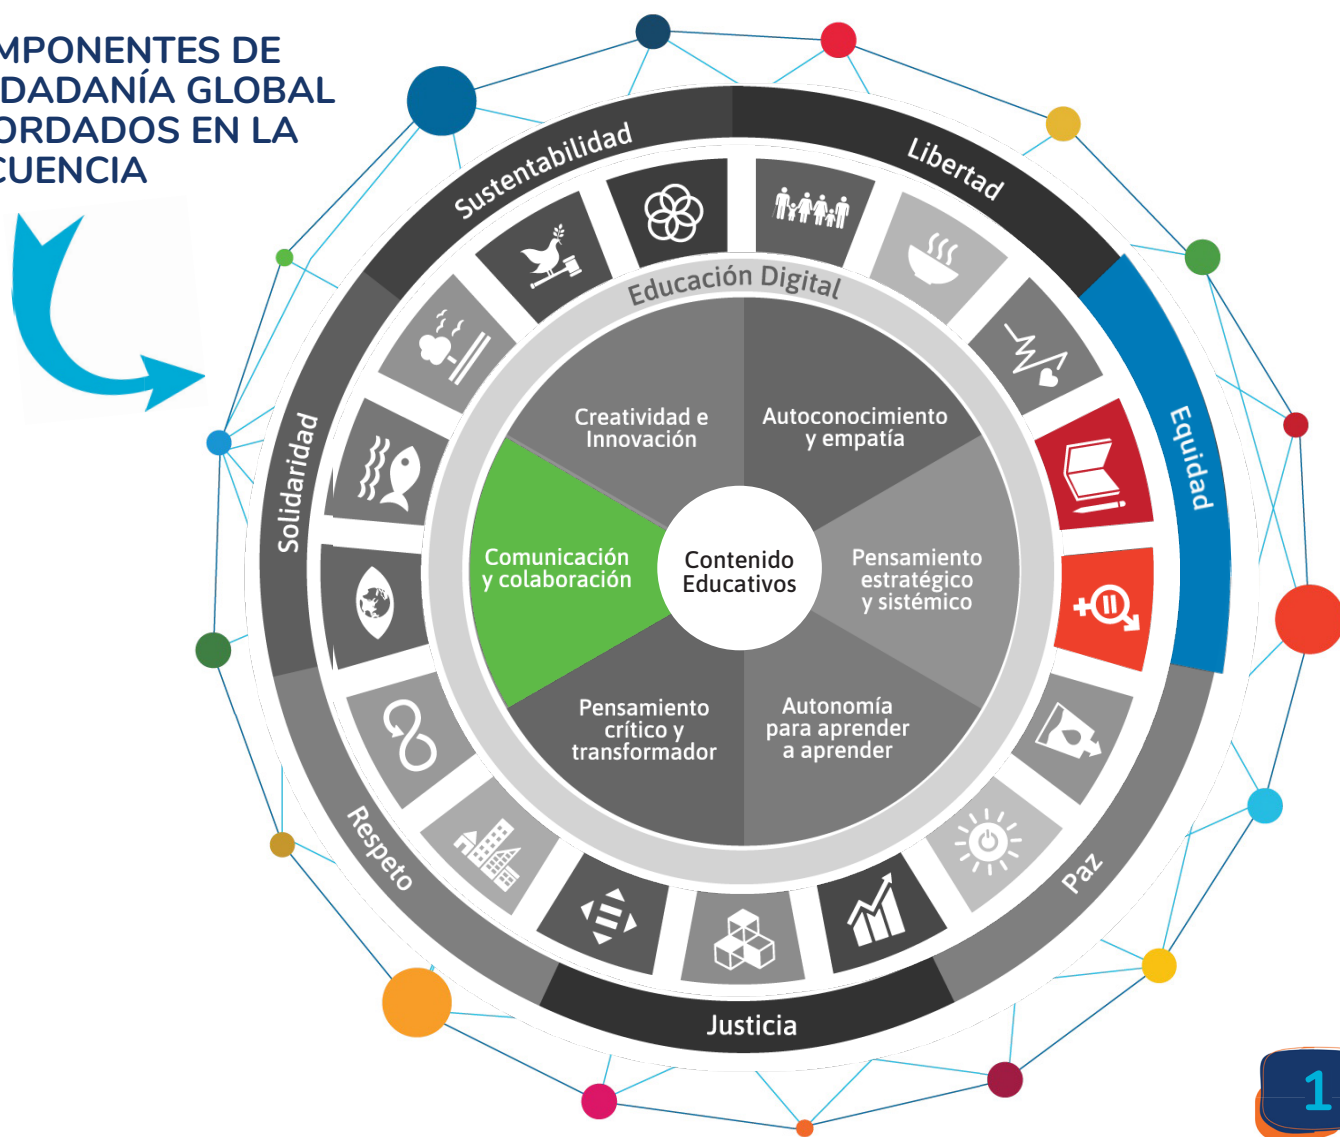 MPONENTES DE
DADANÍA GLOBAL
ORDADOS EN LA
CUENCIA
Sustentabilidad
Libertad
Equidad
Paz
Justicia
Respeto
Solidaridad
Educación Digital
Creatividad e
Innovación
Autoconocimiento
y empatía
Comunicación
y colaboración
Contenido
Educativos
Pensamiento
estratégico
y sistémico
Pensamiento
crítico y
transformador
Autonomía
para aprender
a aprender
1